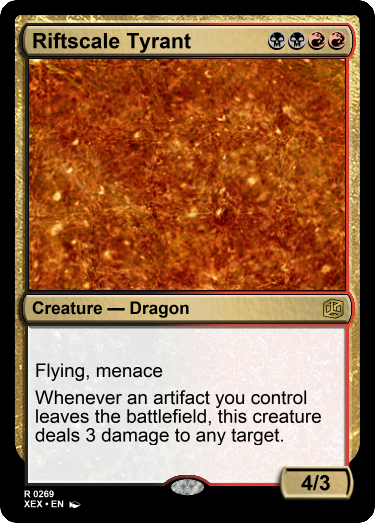 Riftscale Tyrant
Creature — Dragon
Flying, menace
Whenever an artifact you control
leaves the battlefield, this creature
deals 3 damage to any target.
4/3
R 0269
XEX • EN